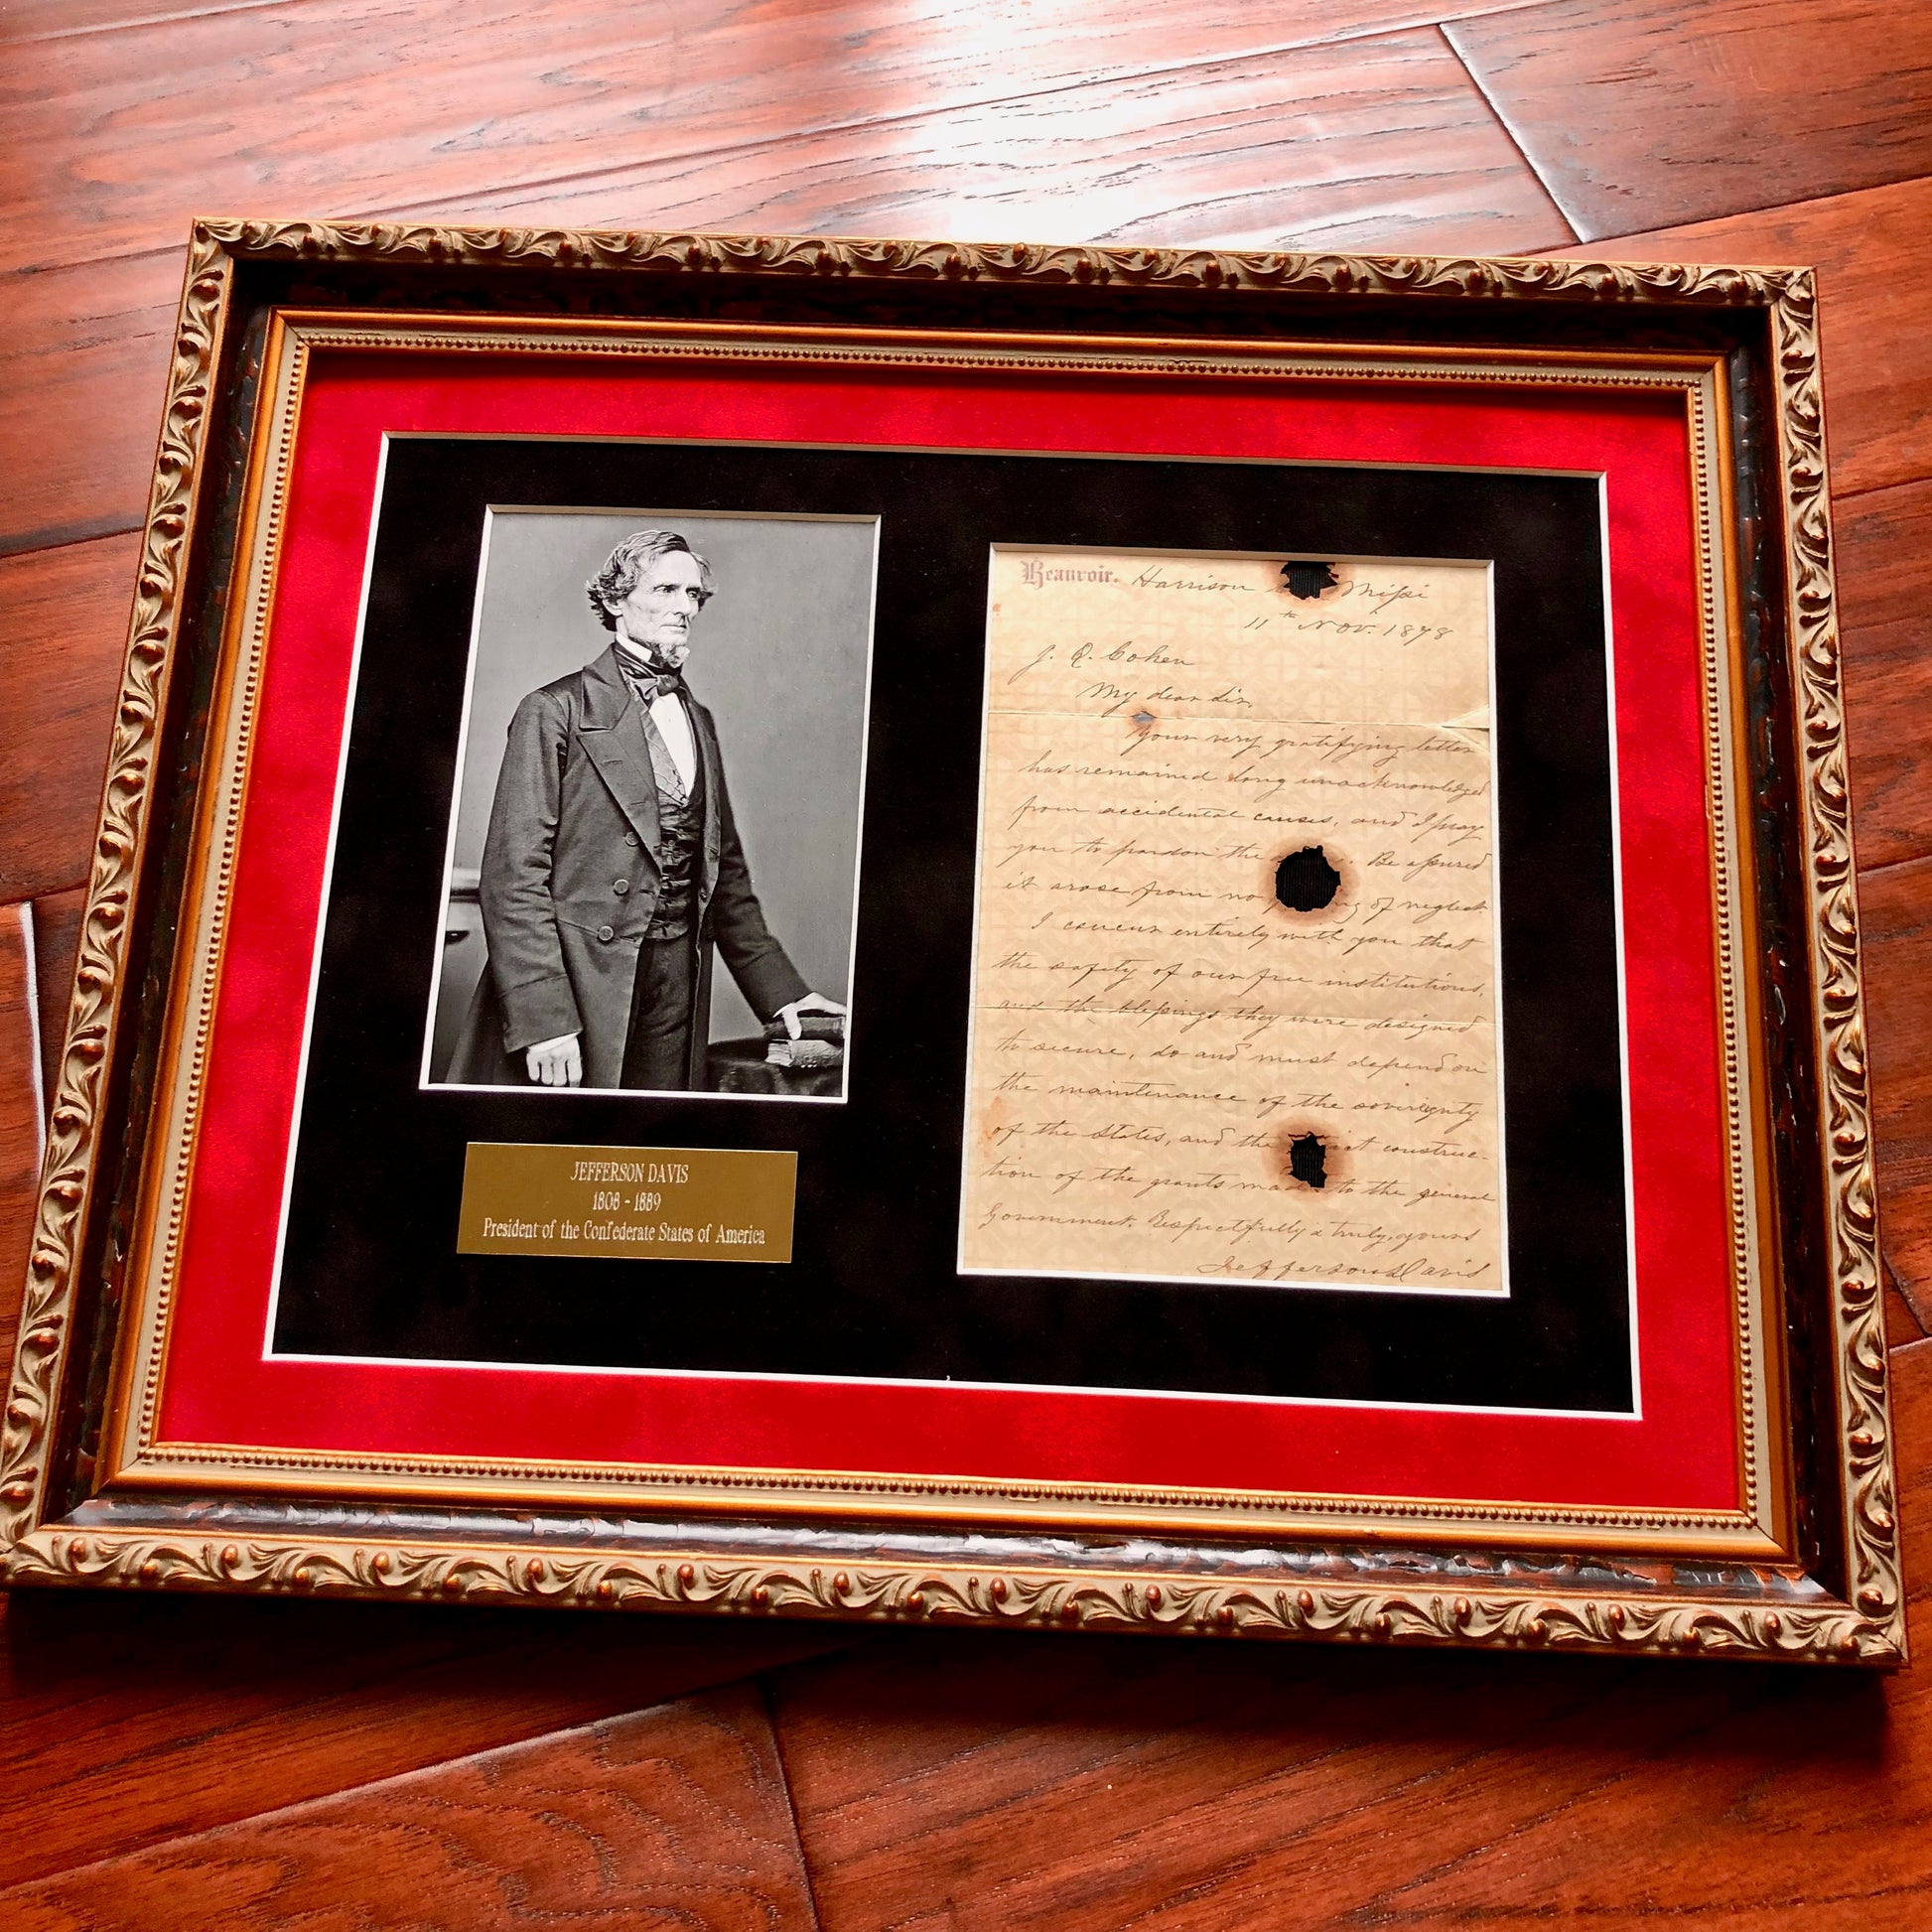 JEFFERSON DAVIS
1808 - 1889
President of the Confederate States of America
Beauvoir. Harrison Missi
11th Nov. 1878
J. Q. Cohen
My dear Sir,
Your very gratifying letter
has remained long unacknowledged
from accidental causes, and I pray
you to pardon the Be assured
it arose from no of neglect.
I concur entirely with you that
the safety of our free institutions,
and the blessings they were designed
to secure, do and must depend on
the maintenance of the soverignty
of the States, and the construc-
tion of the grants to the general
Government. Respectfully & truly, yours
Jefferson Davis